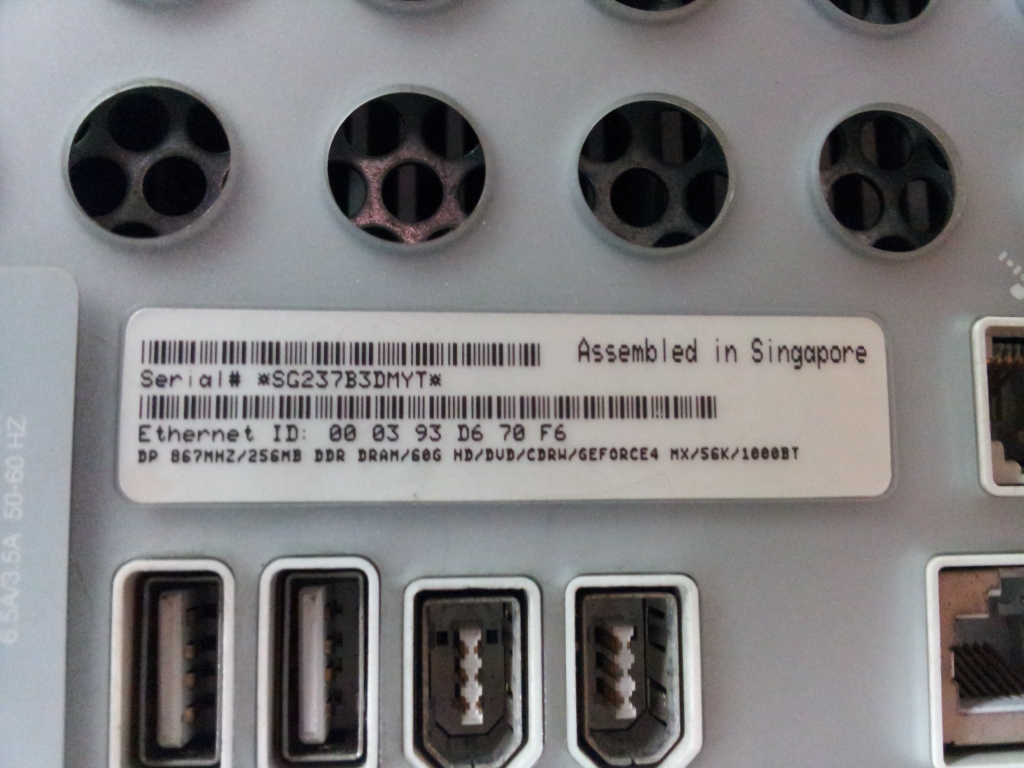 Assembled in Singapore
Serial# *SG237B3DMYT*
Ethernet ID: 00 03 93 D6 70 F6
DP 867MHZ/256MB DDR DRAM/60G HD/DVD/CDRW/GEFORCE4 MX/56K/1000BT
6.5A/3.5A 50-60 HZ